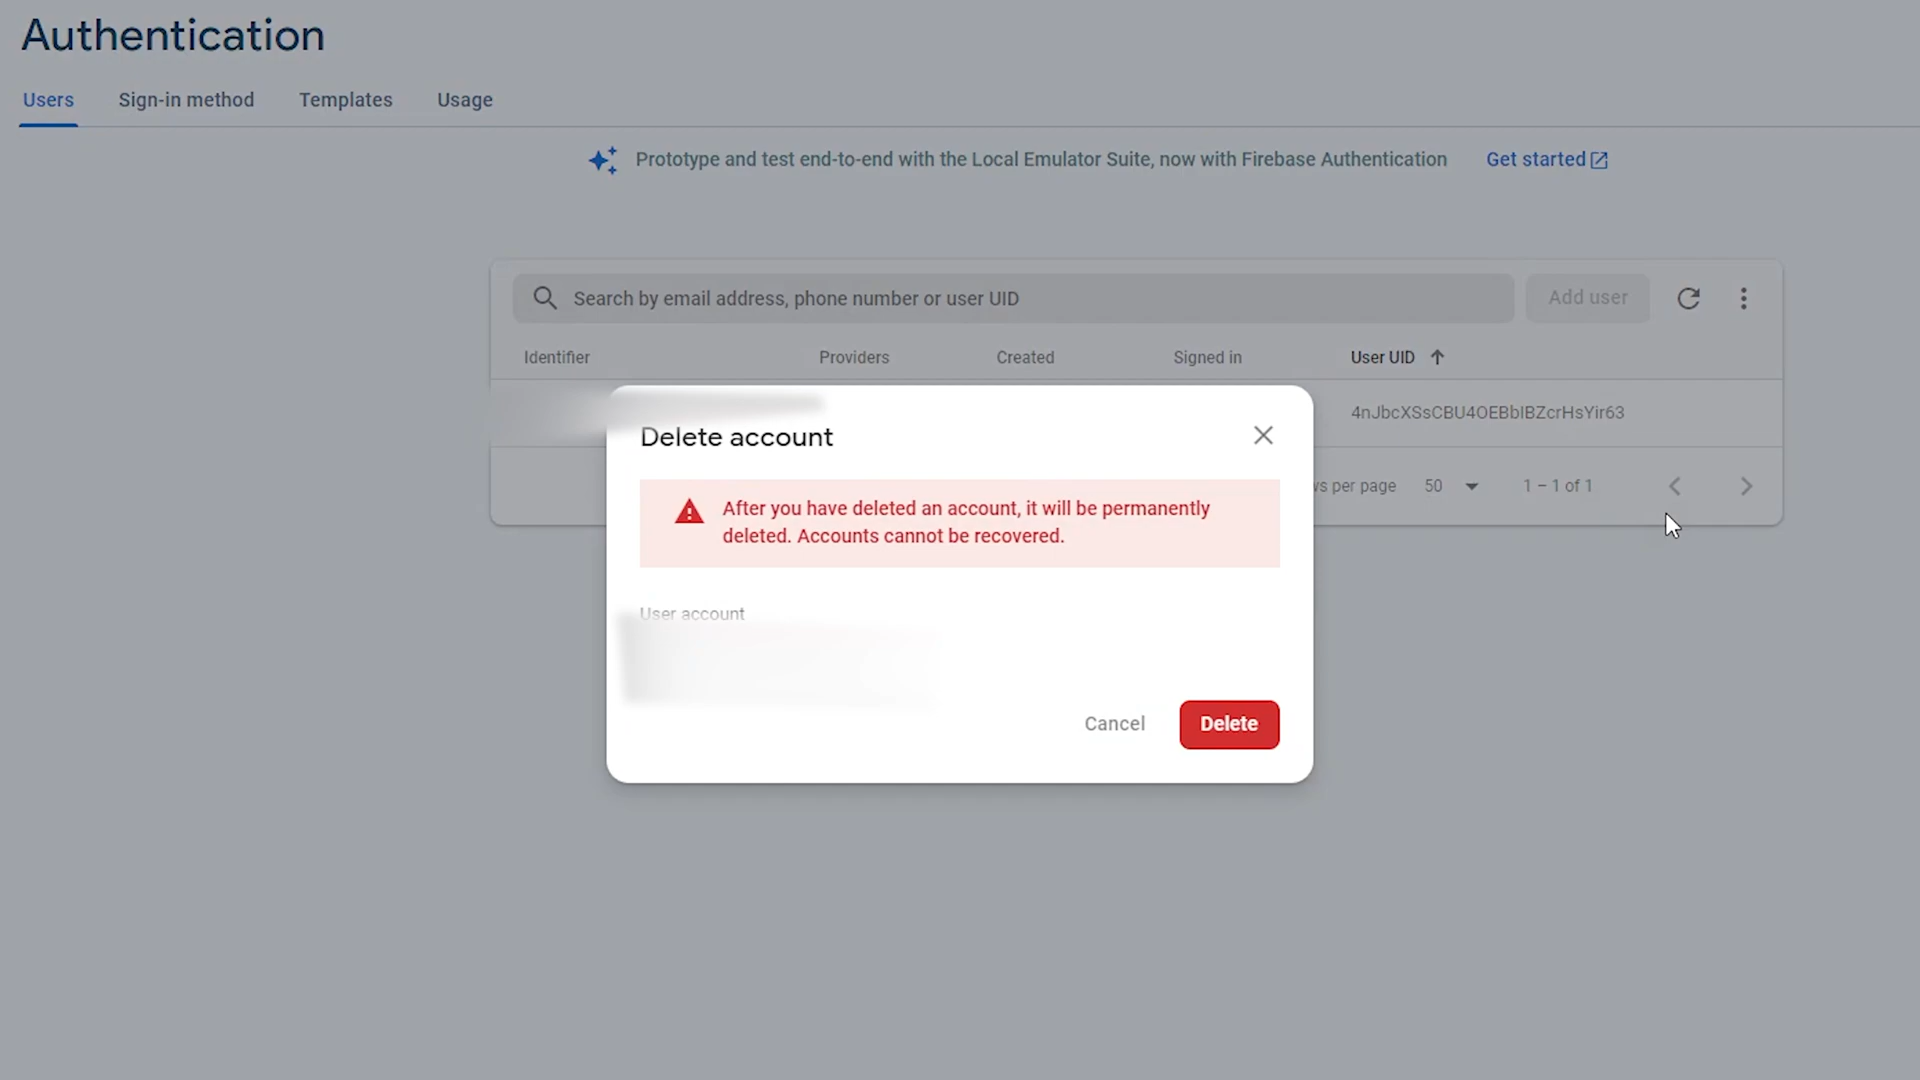 Authentication
Users Sign-in method Templates Usage
Prototype and test end-to-end with the Local Emulator Suite, now with Firebase Authentication Get started
Search by email address, phone number or user UID Add user
Identifier Providers Created Signed in User UID
4nJbcXSsCBU4OEBbIBZcrHsYir63
Delete account
per page 50 1 – 1 of 1
After you have deleted an account, it will be permanently
deleted. Accounts cannot be recovered.
User account
Cancel Delete